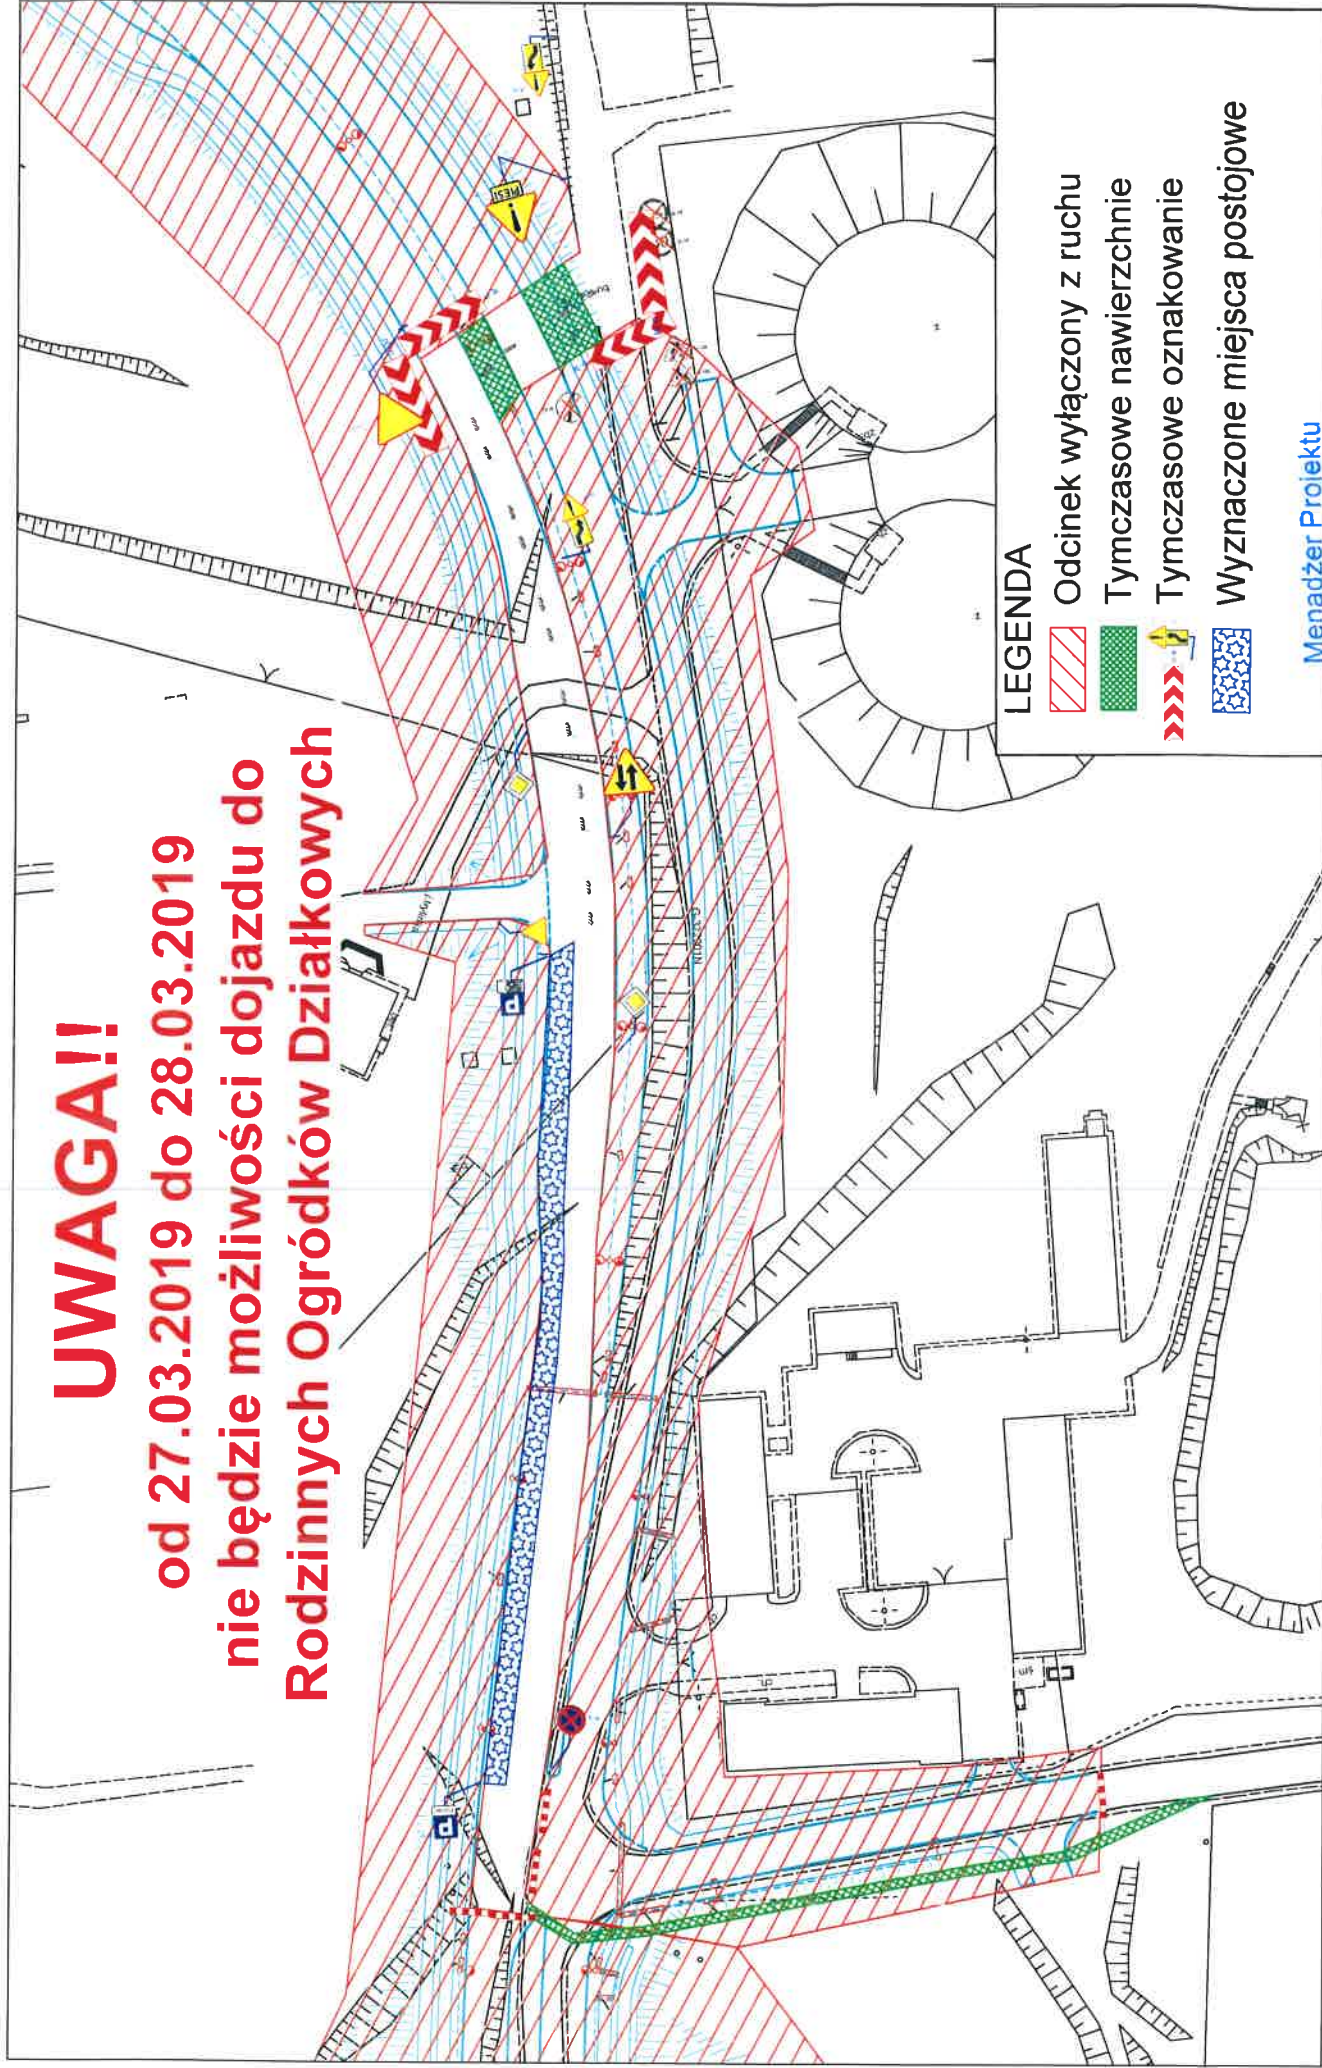 UWAGA!!
od 27.03.2019 do 28.03.2019
nie będzie możliwości dojazdu do
Rodzinnych Ogródków Działkowych
PIESI
P
P
LEGENDA
Odcinek wyłączony z ruchu
Tymczasowe nawierzchnie
Tymczasowe oznakowanie
Wyznaczone miejsca postojowe
Menadżer Projektu